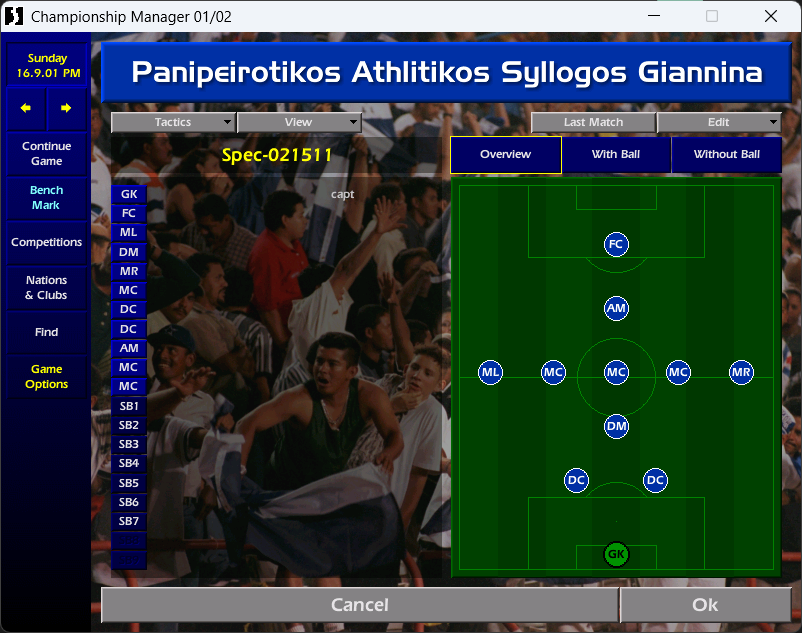 Championship Manager 01/02
Sunday
16.9.01 PM
Continue
Game
Bench
Mark
Competitions
Nations
& Clubs
Find
Game
Options
Panipeirotikos Athlitikos Syllogos Giannina
Tactics
View
Last Match
Edit
Spec-021511
Overview
With Ball
Without Ball
GK capt
FC
ML
DM
MR
MC
DC
DC
AM
MC
MC
SB1
SB2
SB3
SB4
SB5
SB6
SB7
FC
AM
ML MC MC MC MR
DM
DC DC
GK
Cancel
Ok